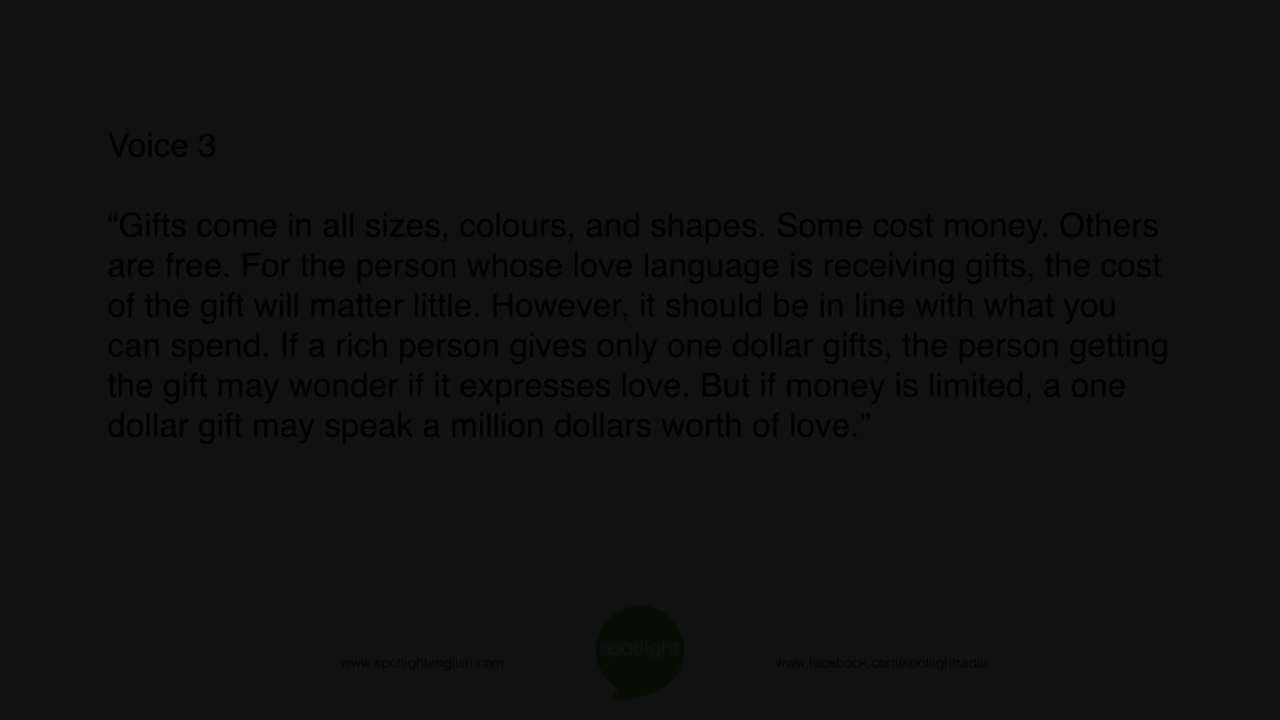 Voice 3
“Gifts come in all sizes, colours, and shapes. Some cost money. Others
are free. For the person whose love language is receiving gifts, the cost
of the gift will matter little. However, it should be in line with what you
can spend. If a rich person gives only one dollar gifts, the person getting
the gift may wonder if it expresses love. But if money is limited, a one
dollar gift may speak a million dollars worth of love.”
spotlight
www.spotlightenglish.com
www.facebook.com/spotlightradio